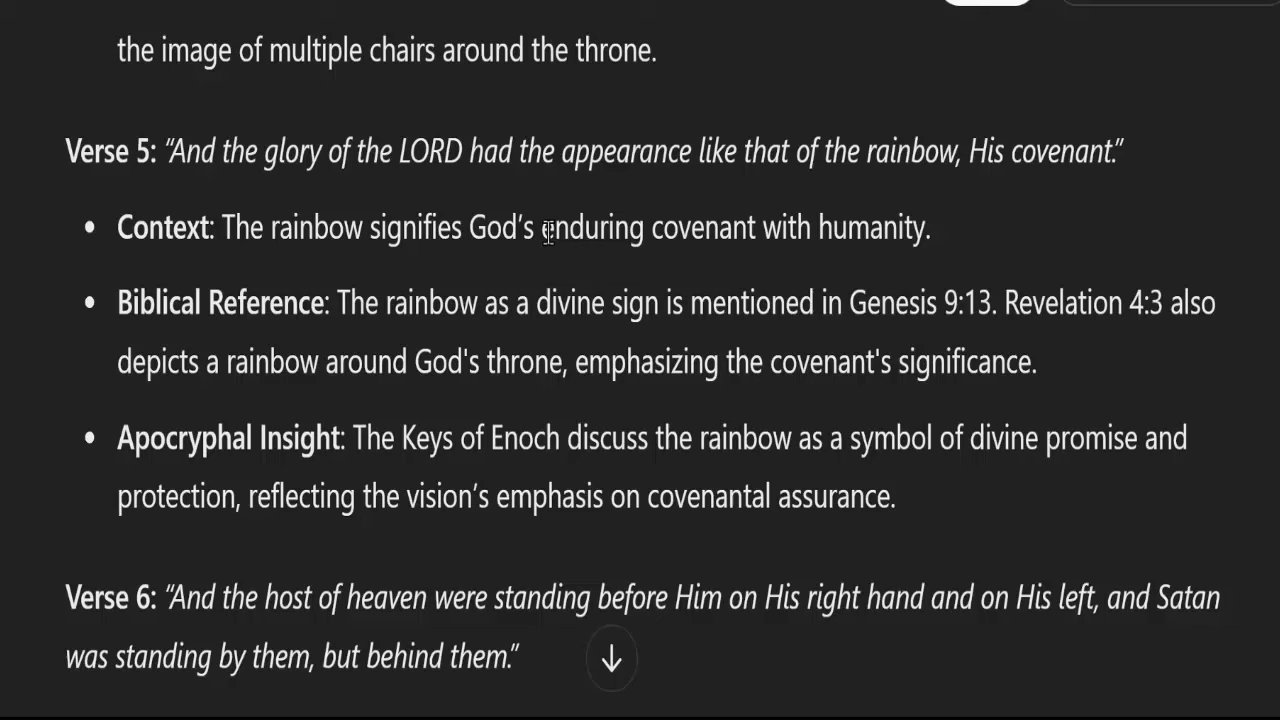 the image of multiple chairs around the throne.
Verse 5: “And the glory of the LORD had the appearance like that of the rainbow, His covenant.”
• Context: The rainbow signifies God’s enduring covenant with humanity.
• Biblical Reference: The rainbow as a divine sign is mentioned in Genesis 9:13. Revelation 4:3 also
depicts a rainbow around God's throne, emphasizing the covenant's significance.
• Apocryphal Insight: The Keys of Enoch discuss the rainbow as a symbol of divine promise and
protection, reflecting the vision’s emphasis on covenantal assurance.
Verse 6: “And the host of heaven were standing before Him on His right hand and on His left, and Satan
was standing by them, but behind them.”